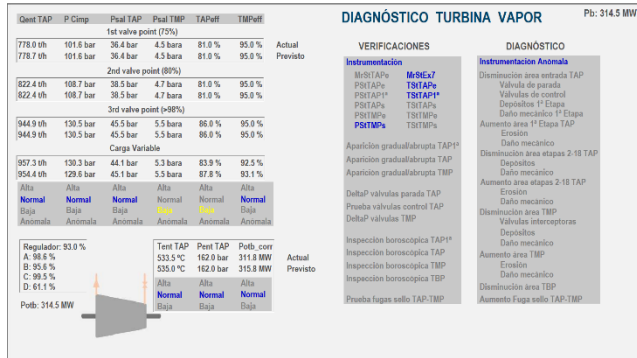 DIAGNÓSTICO TURBINA VAPOR
Pb: 314.5 MW
Qent TAP P Cimp Psal TAP Psal TMP TAPeff TMPeff
1st valve point (75%)
778.0 t/h 101.6 bar 36.4 bar 4.5 bara 81.0 % 95.0 % Actual
778.7 t/h 101.6 bar 36.4 bar 4.5 bara 81.0 % 95.0 % Previsto
2nd valve point (80%)
822.4 t/h 108.7 bar 38.5 bar 4.7 bara 81.0 % 95.0 %
822.4 t/h 108.7 bar 38.5 bar 4.7 bara 81.0 % 95.0 %
3rd valve point (>98%)
944.9 t/h 130.5 bar 45.5 bar 5.5 bara 86.0 % 95.0 %
944.9 t/h 130.5 bar 45.5 bar 5.5 bara 86.0 % 95.0 %
Carga Variable
957.3 t/h 130.3 bar 44.1 bar 5.3 bara 83.9 % 92.5 %
954.4 t/h 129.6 bar 45.1 bar 5.5 bara 87.8 % 93.1 %
Alta Alta Alta Alta Alta Alta
Normal Normal Normal Normal Normal Normal
Baja Baja Baja Baja Baja Baja
Anómala Anómala Anómala Anómala Anómala Anómala
Regulador: 93.0 %
A: 98.6 %
B: 95.6 %
C: 99.5 %
D: 61.1 %
Potb: 314.5 MW
Tent TAP Pent TAP Potb_corr
533.5 ºC 162.0 bar 311.8 MW Actual
535.0 ºC 162.0 bar 315.8 MW Previsto
Alta Alta Alta
Normal Normal Normal
Baja Baja Baja
VERIFICACIONES
Instrumentación
MrStTAPe MrStEx7
PStTAPe TStTAPe
PStTAP1ª TStTAP1ª
PStTAPs TStTAPs
PStTMPe TStTMPe
PStTMPs TStTMPs
Aparición gradual/abrupta TAP1ª
Aparición gradual/abrupta TAP
Aparición gradual/abrupta TMP
DeltaP válvulas parada TAP
Prueba válvulas control TAP
DeltaP válvulas TMP
Inspección boroscópica TAP1ª
Inspección boroscópica TAP
Inspección boroscópica TMP
Inspección boroscópica TBP
Prueba fugas sello TAP-TMP
DIAGNÓSTICO
Instrumentación Anómala
Disminución área entrada TAP
Válvula de parada
Válvulas de control
Depósitos 1ª Etapa
Daño mecánico 1ª Etapa
Aumento área 1ª Etapa TAP
Erosión
Daño mecánico
Disminución área etapas 2-18 TAP
Depósitos
Daño mecánico
Aumento área etapas 2-18 TAP
Erosión
Daño mecánico
Disminución área TMP
Válvulas interceptoras
Depósitos
Daño mecánico
Aumento área TMP
Erosión
Daño mecánico
Disminución área TBP
Aumento Fuga sello TAP-TMP